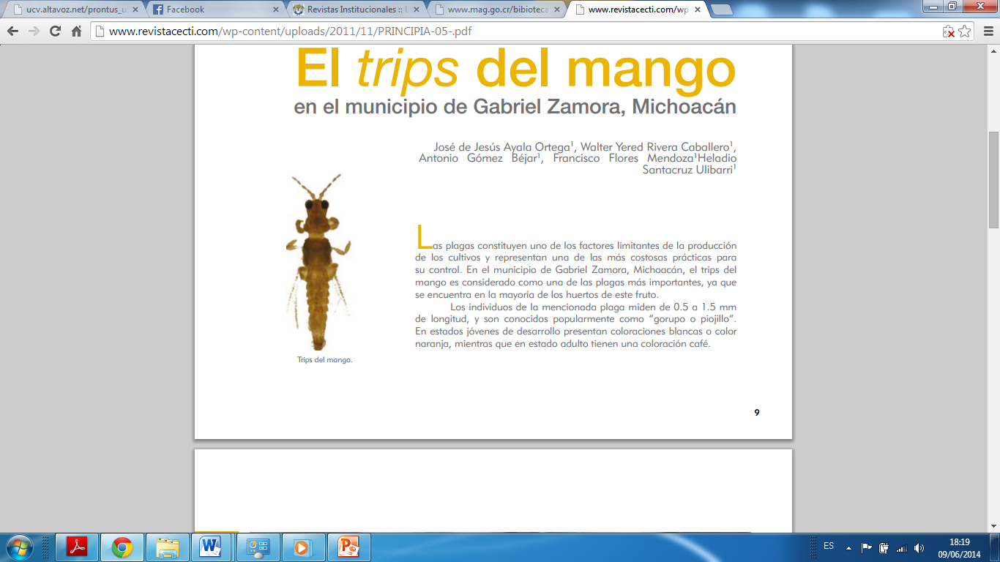 ucv.altavoz.net/prontus_u
Facebook
Revistas Institucionales :: U
www.mag.go.cr/bibioteca
www.revistacecti.com/wp
www.revistacecti.com/wp-content/uploads/2011/11/PRINCIPIA-05-.pdf
El trips del mango
en el municipio de Gabriel Zamora, Michoacán
José de Jesús Ayala Ortega¹, Walter Yered Rivera Caballero¹,
Antonio Gómez Béjar¹, Francisco Flores Mendoza¹Heladio
Santacruz Ulibarri¹
Las plagas constituyen uno de los factores limitantes de la producción
de los cultivos y representan una de las más costosas prácticas para
su control. En el municipio de Gabriel Zamora, Michoacán, el trips del
mango es considerado como una de las plagas más importantes, ya que
se encuentra en la mayoría de los huertos de este fruto.
Los individuos de la mencionada plaga miden de 0.5 a 1.5 mm
de longitud, y son conocidos popularmente como "gorupo o piojillo".
En estados jóvenes de desarrollo presentan coloraciones blancas o color
naranja, mientras que en estado adulto tienen una coloración café.
Trips del mango.
9
ES
18:19
09/06/2014